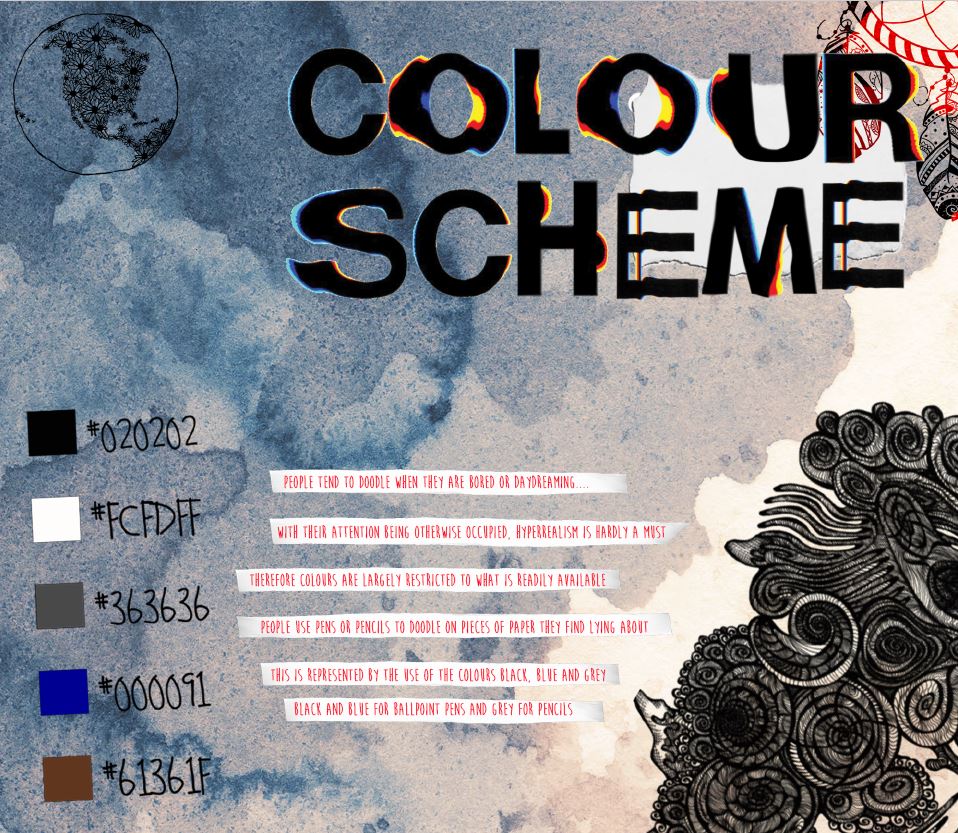 COLOUR
SCHEME
#020202
#FCFDFF
#363636
#000091
#61361F
PEOPLE TEND TO DOODLE WHEN THEY ARE BORED OR DAYDREAMING....
WITH THEIR ATTENTION BEING OTHERWISE OCCUPIED, HYPERREALISM IS HARDLY A MUST
THEREFORE COLOURS ARE LARGELY RESTRICTED TO WHAT IS READILY AVAILABLE
PEOPLE USE PENS OR PENCILS TO DOODLE ON PIECES OF PAPER THEY FIND LYING ABOUT
THIS IS REPRESENTED BY THE USE OF THE COLOURS BLACK, BLUE AND GREY
BLACK AND BLUE FOR BALLPOINT PENS AND GREY FOR PENCILS